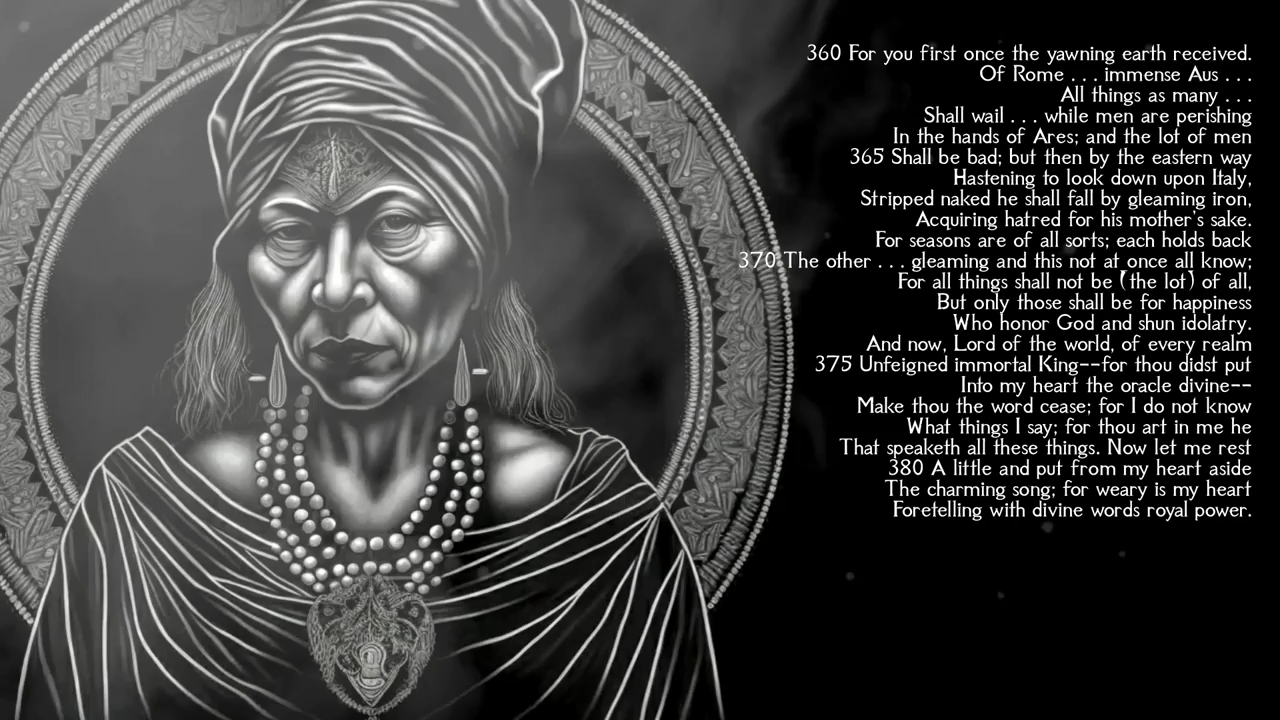 360 For you first once the yawning earth received.
Of Rome . . . immense Aus . . .
All things as many . . .
Shall wail . . . while men are perishing
In the hands of Ares; and the lot of men
365 Shall be bad; but then by the eastern way
Hastening to look down upon Italy,
Stripped naked he shall fall by gleaming iron,
Acquiring hatred for his mother's sake.
For seasons are of all sorts; each holds back
370 The other . . . gleaming and this not at once all know;
For all things shall not be (the lot) of all,
But only those shall be for happiness
Who honor God and shun idolatry.
And now, Lord of the world, of every realm
375 Unfeigned immortal King--for thou didst put
Into my heart the oracle divine--
Make thou the word cease; for I do not know
What things I say; for thou art in me he
That speaketh all these things. Now let me rest
380 A little and put from my heart aside
The charming song; for weary is my heart
Foretelling with divine words royal power.